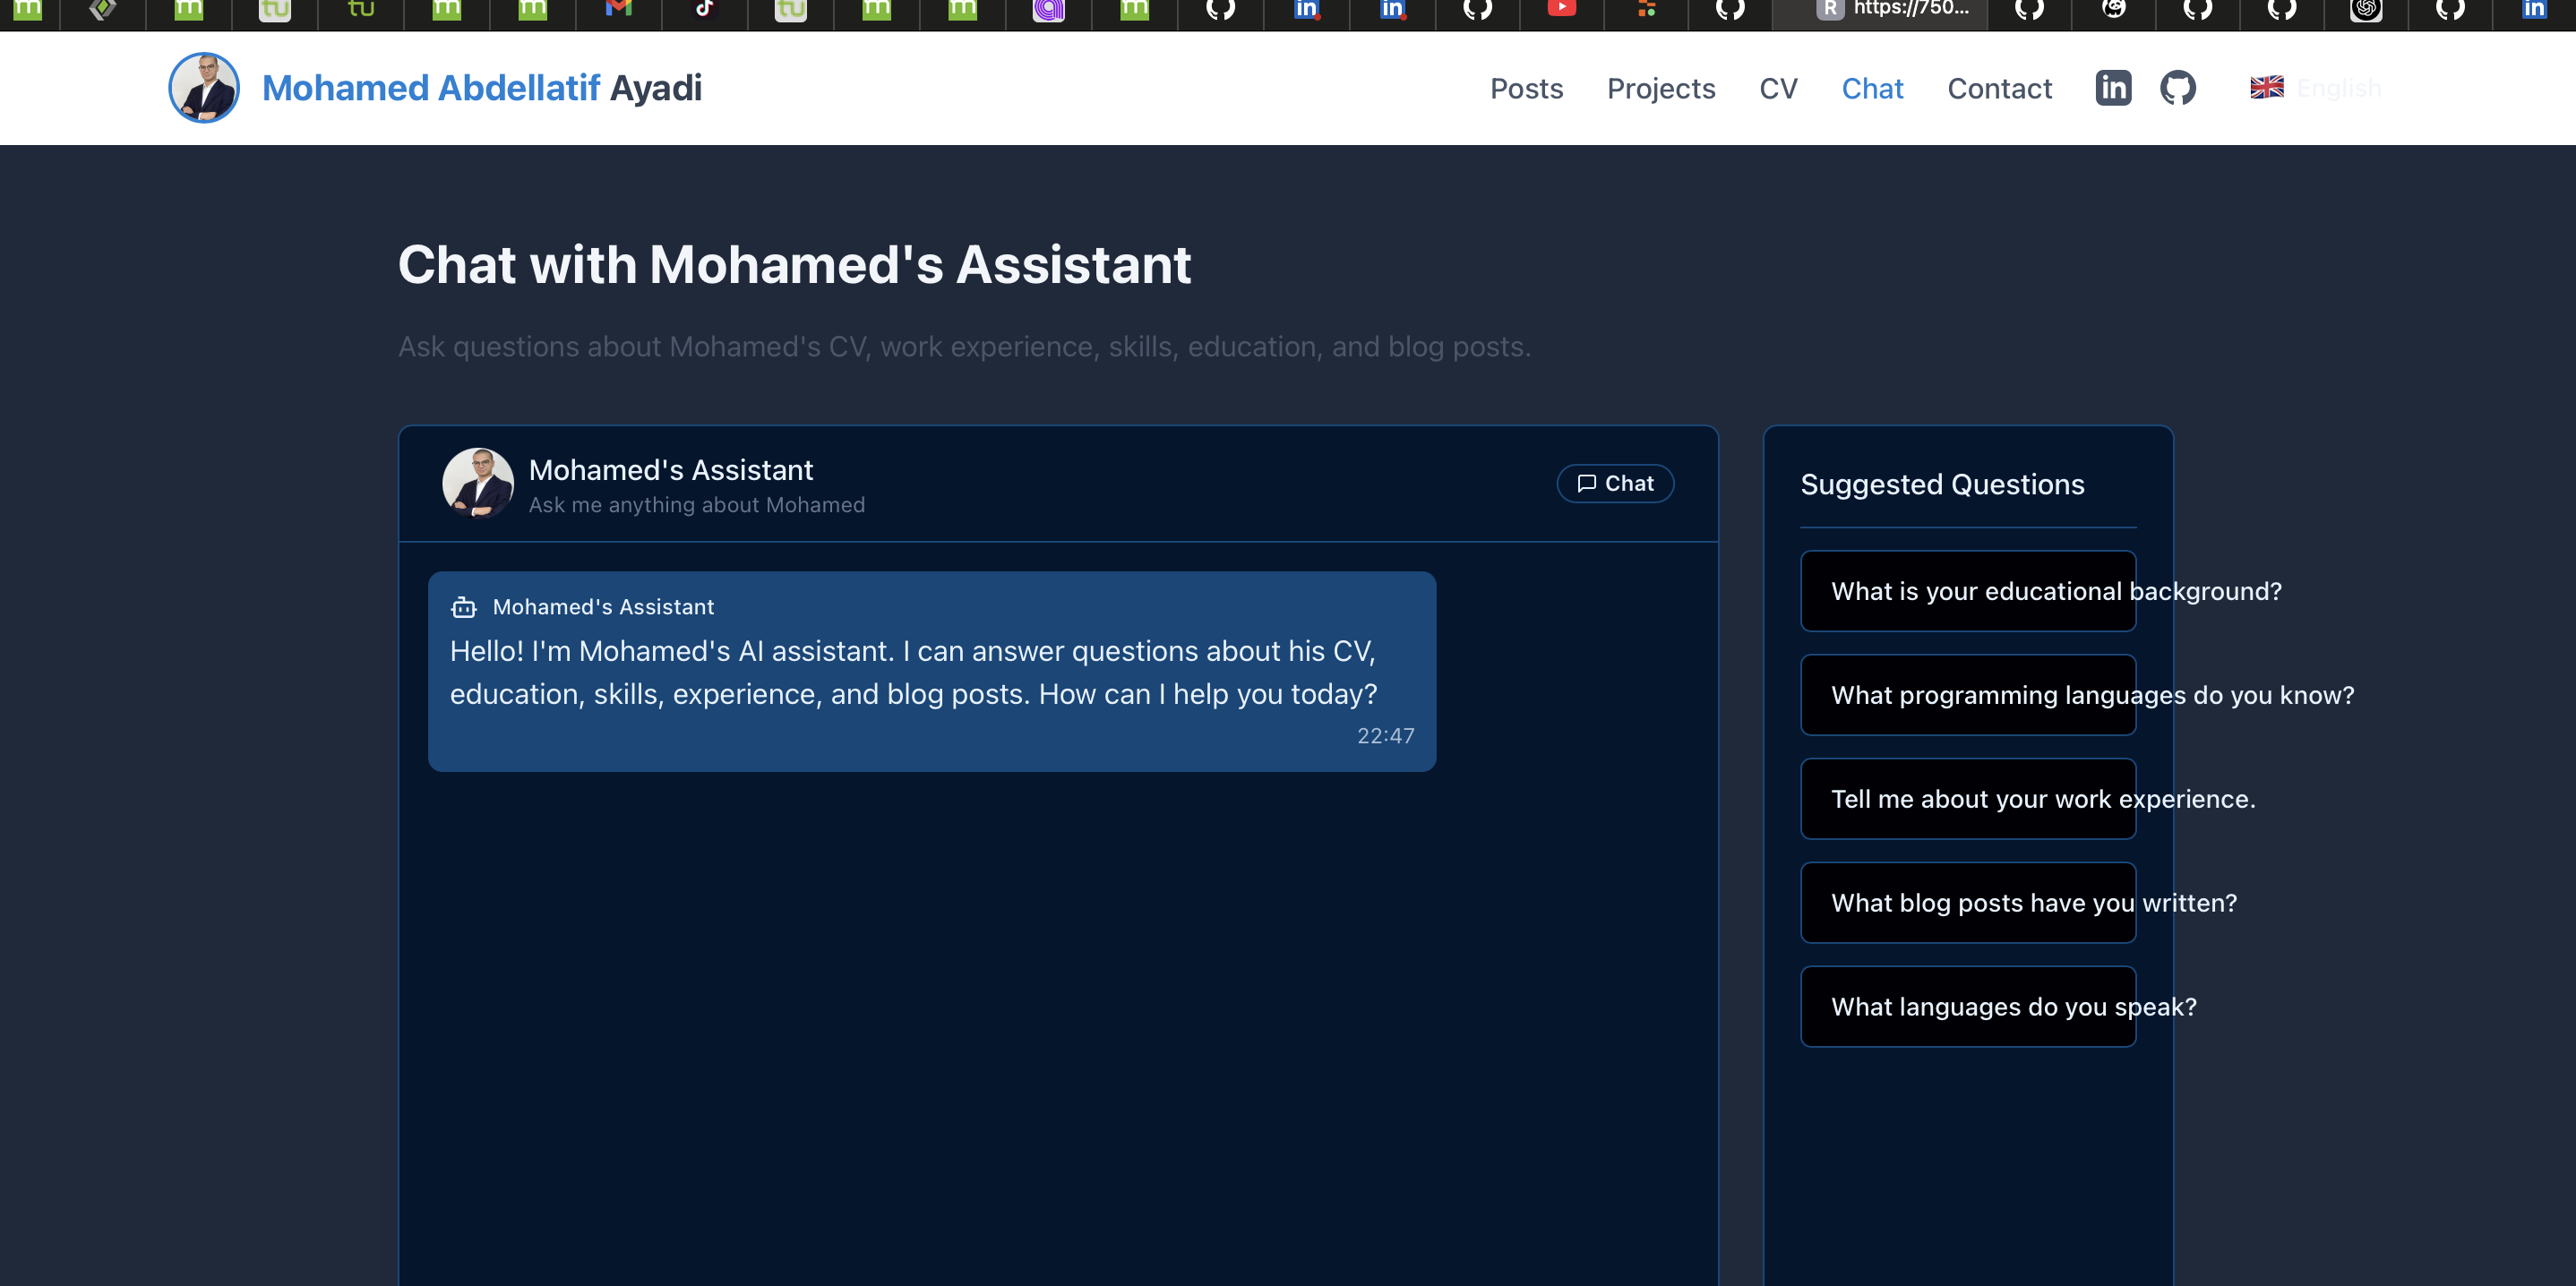 https://750...
Mohamed Abdellatif Ayadi
Posts Projects CV Chat Contact in English
Chat with Mohamed's Assistant
Ask questions about Mohamed's CV, work experience, skills, education, and blog posts.
Mohamed's Assistant
Ask me anything about Mohamed
Chat
Mohamed's Assistant
Hello! I'm Mohamed's AI assistant. I can answer questions about his CV,
education, skills, experience, and blog posts. How can I help you today?
22:47
Suggested Questions
What is your educational background?
What programming languages do you know?
Tell me about your work experience.
What blog posts have you written?
What languages do you speak?